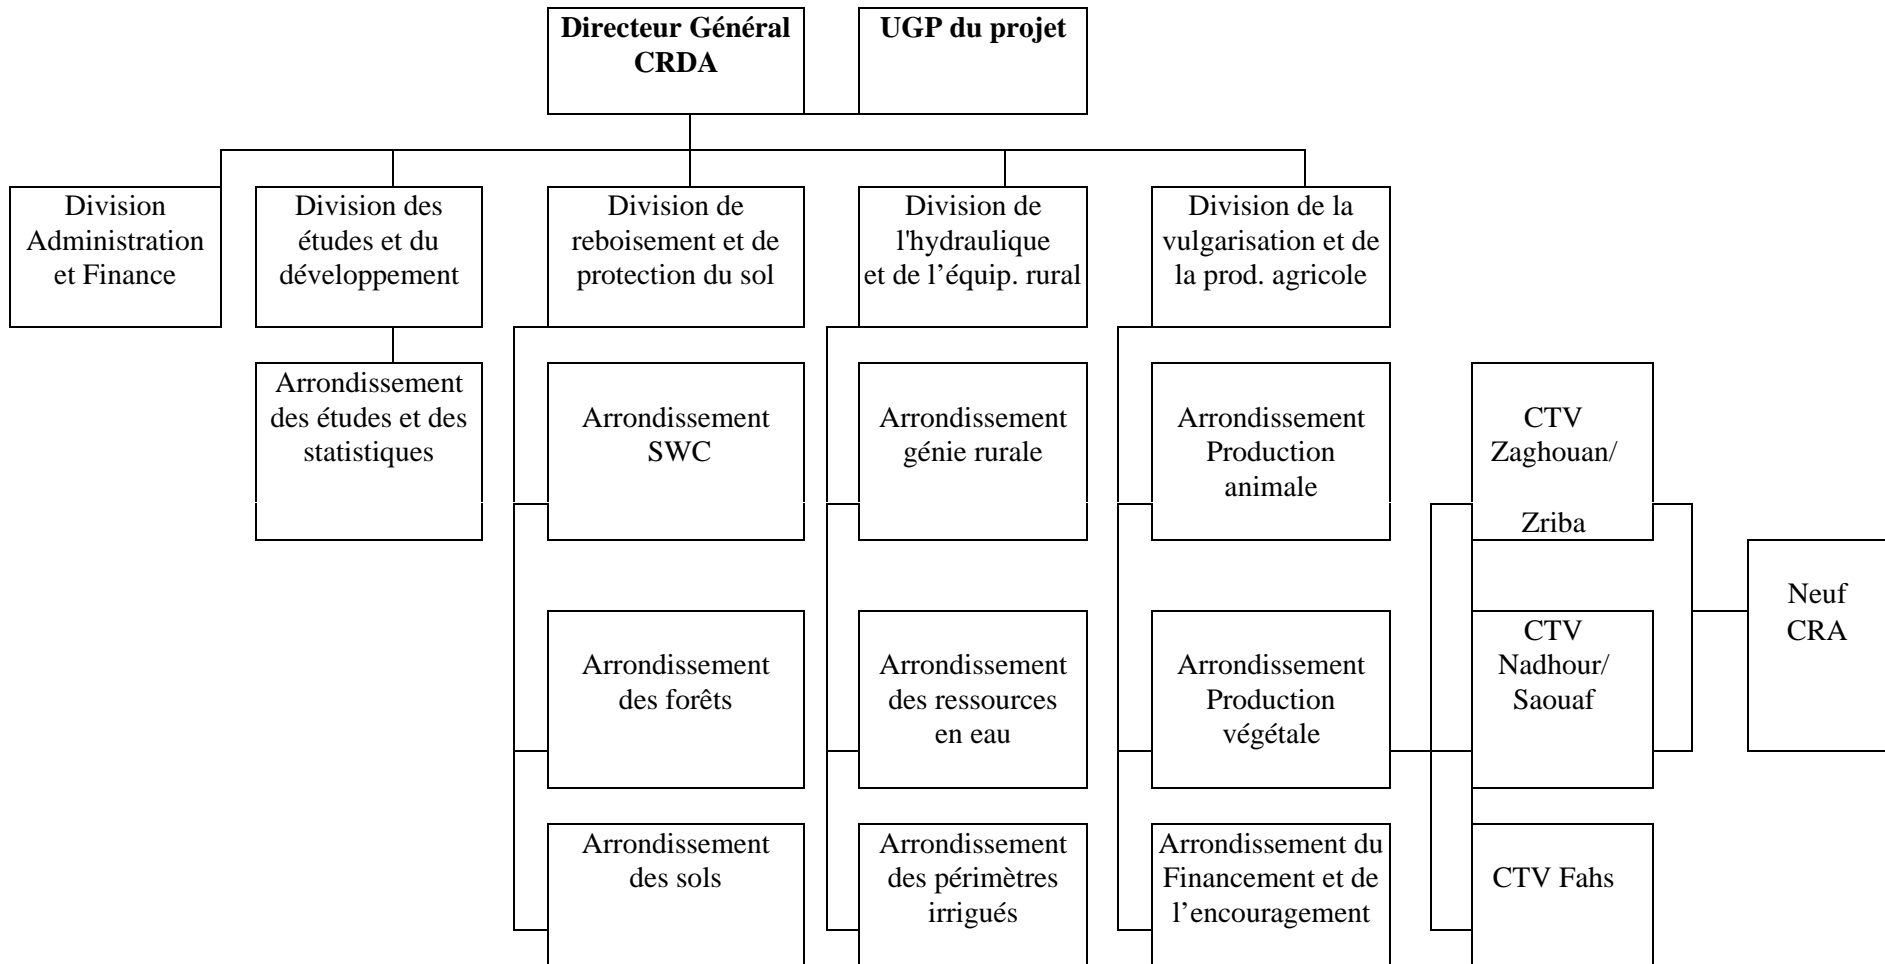 Directeur Général
CRDA
UGP du projet
Division
Administration
et Finance
Division des
études et du
développement
Division de
reboisement et de
protection du sol
Division de
l'hydraulique
et de l’équip. rural
Division de la
vulgarisation et de
la prod. agricole
Arrondissement
des études et des
statistiques
Arrondissement
SWC
Arrondissement
génie rurale
Arrondissement
Production
animale
CTV
Zaghouan/
Zriba
Neuf
CRA
Arrondissement
des forêts
Arrondissement
des ressources
en eau
Arrondissement
Production
végétale
CTV
Nadhour/
Saouaf
Arrondissement
des sols
Arrondissement
des périmètres
irrigués
Arrondissement du
Financement et de
l’encouragement
CTV Fahs